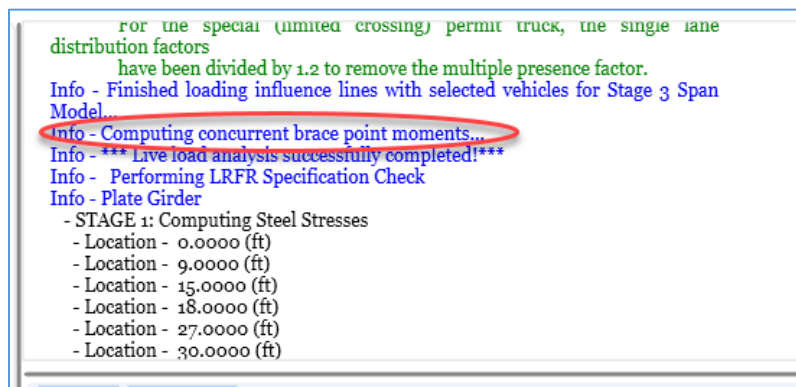 For the special (limited crossing) permit truck, the single lane
distribution factors
have been divided by 1.2 to remove the multiple presence factor.
Info - Finished loading influence lines with selected vehicles for Stage 3 Span
Model...
Info - Computing concurrent brace point moments...
Info - *** Live load analysis successfully completed!***
Info -  Performing LRFR Specification Check
Info - Plate Girder
- STAGE 1: Computing Steel Stresses
- Location -  0.0000 (ft)
- Location -  9.0000 (ft)
- Location -  15.0000 (ft)
- Location -  18.0000 (ft)
- Location -  27.0000 (ft)
- Location -  30.0000 (ft)